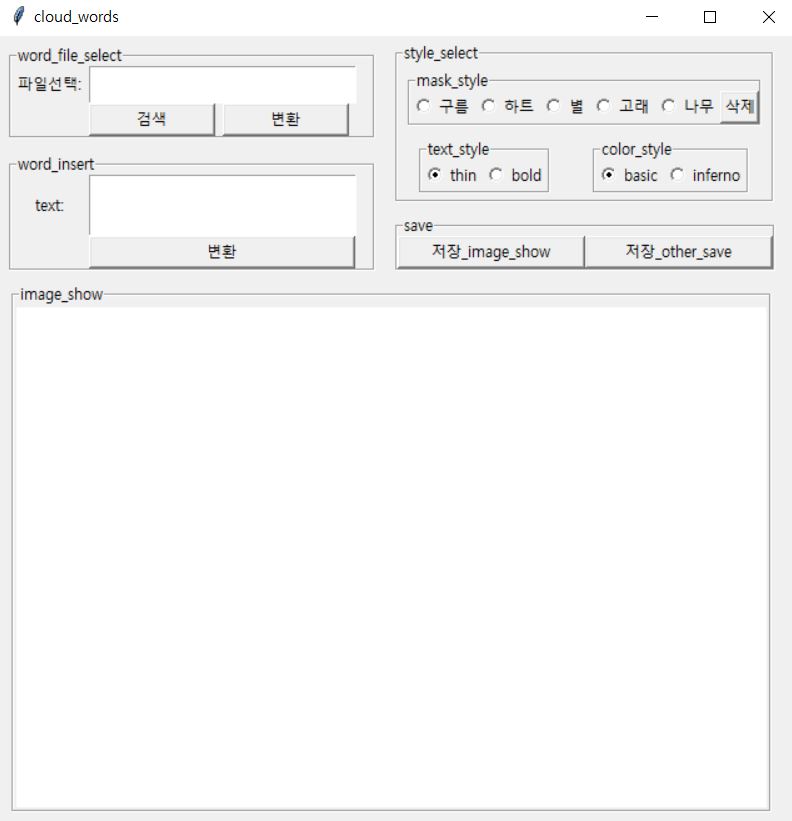 cloud_words
word_file_select
파일선택:
검색 변환
word_insert
text:
변환
style_select
mask_style
구름 하트 별 고래 나무 삭제
text_style
thin bold
color_style
basic inferno
save
저장_image_show 저장_other_save
image_show